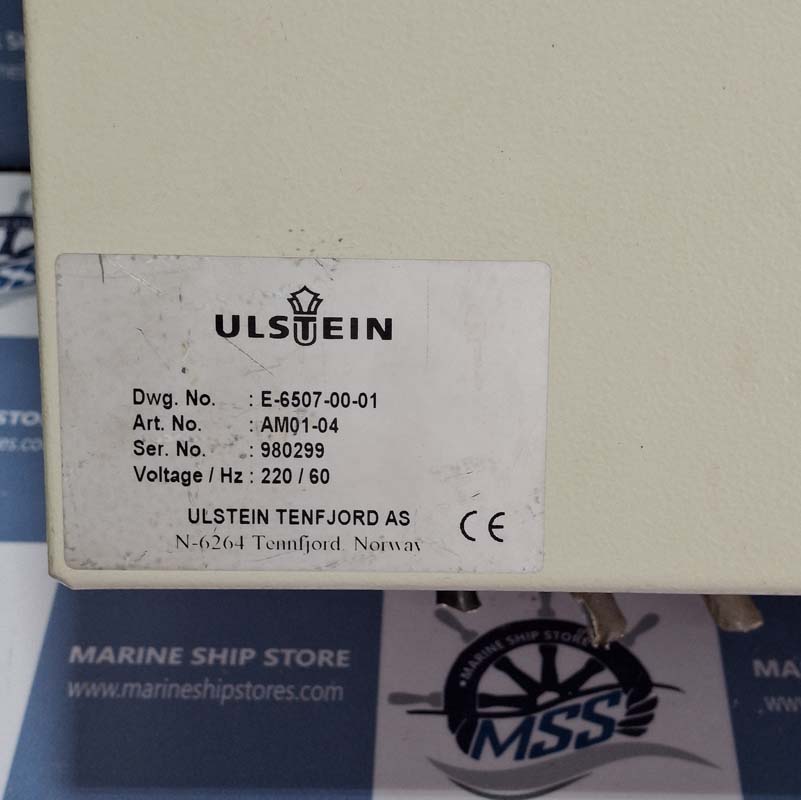 ULSTEIN
Dwg. No. : E-6507-00-01
Art. No. : AM01-04
Ser. No. : 980299
Voltage / Hz : 220 / 60
ULSTEIN TENFJORD AS
N-6264 Tennfjord Norway
CE
MARINE SHIP STORE
www.marineshipstores.com
MARINE SHIP STORE
MSS
MA